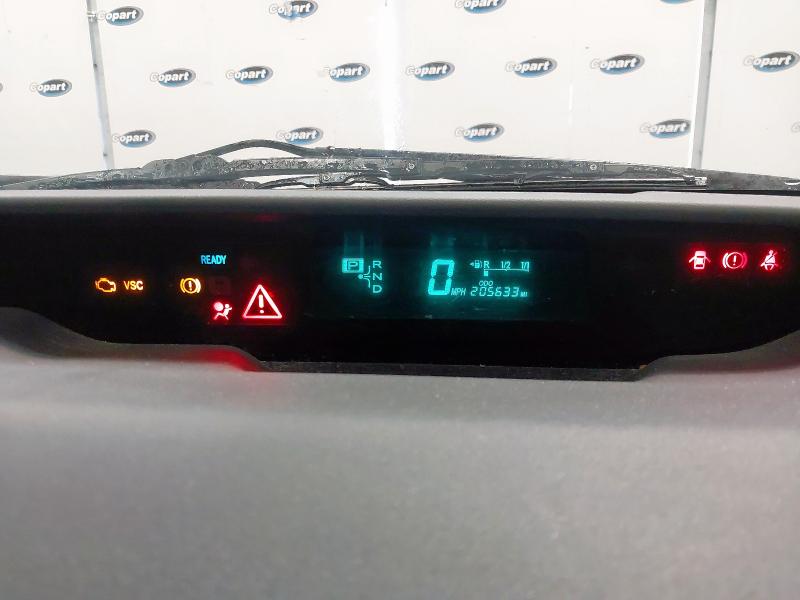 Copart Copart
Copart Copart Copart Copart Copart Copart Copart Copart
Copart Copart Copart Copart
READY
VSC
P R
N
D
0 MPH
R 1/2 1/1
ODO
205633 MI